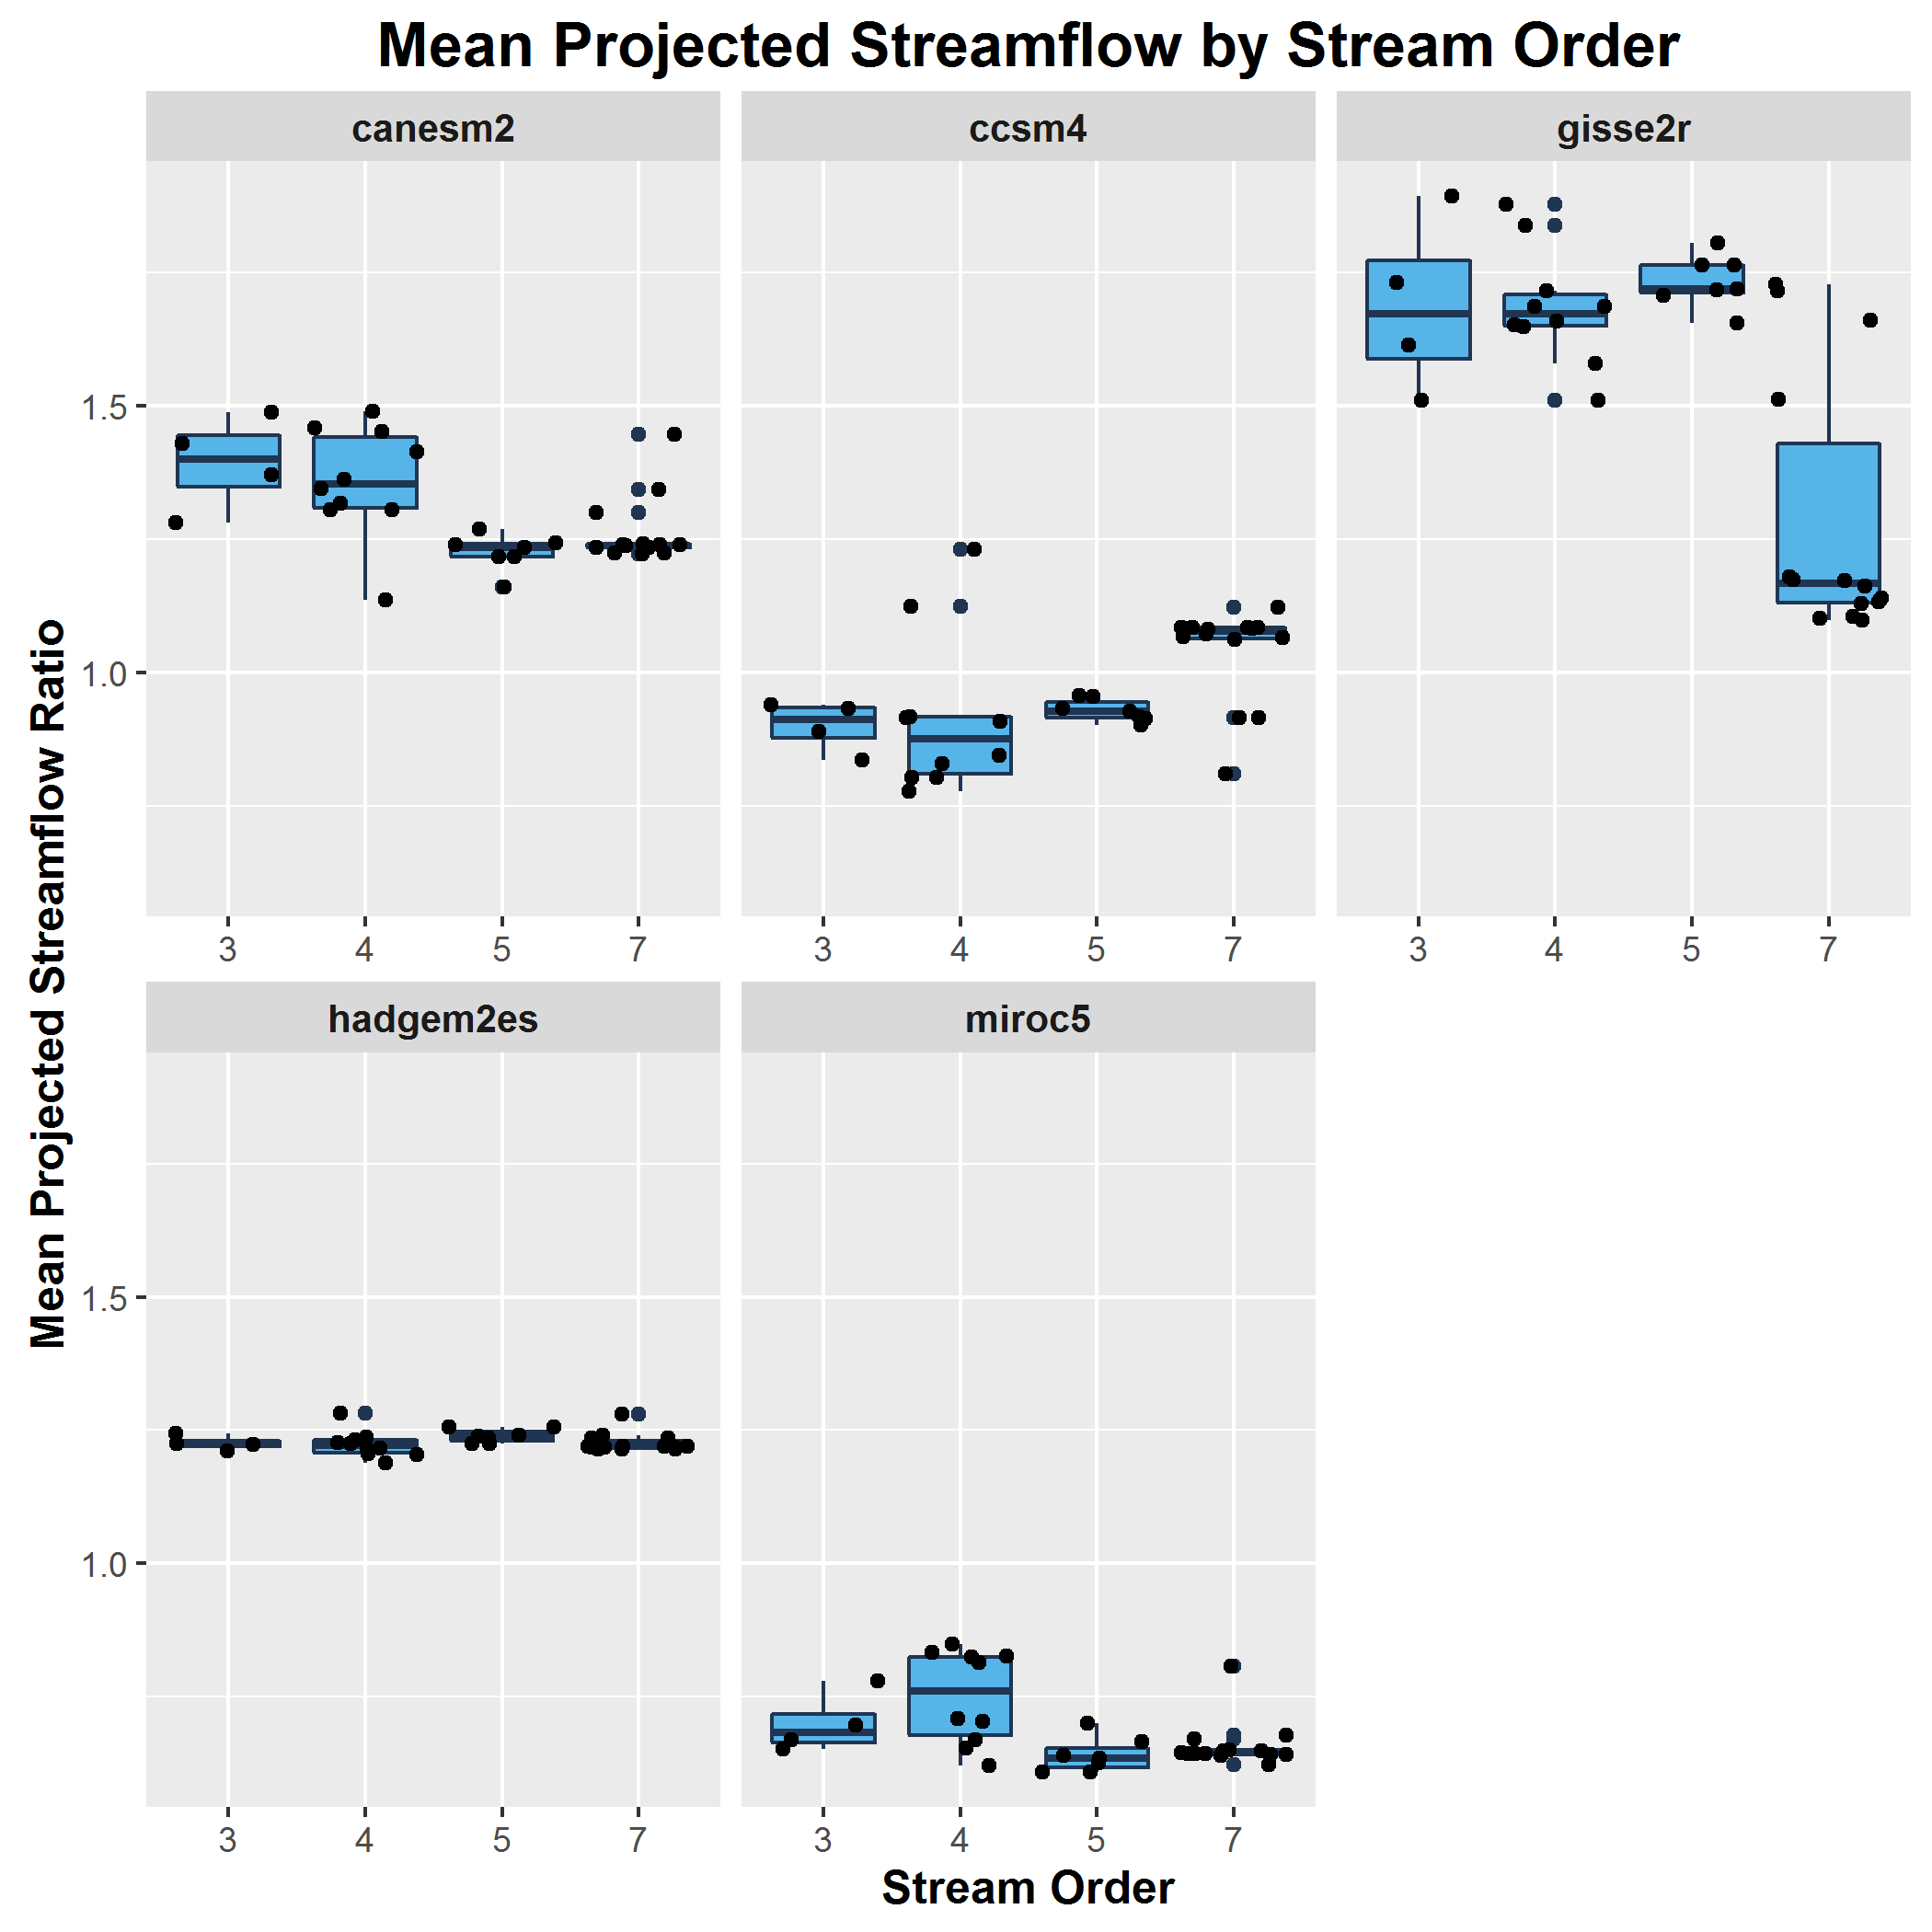 Mean Projected Streamflow by Stream Order
canesm2 ccsm4 gisse2r
1.5
1.0
3 4 5 7 3 4 5 7 3 4 5 7
Mean Projected Streamflow Ratio
hadgem2es miroc5
1.5
1.0
3 4 5 7 3 4 5 7
Stream Order